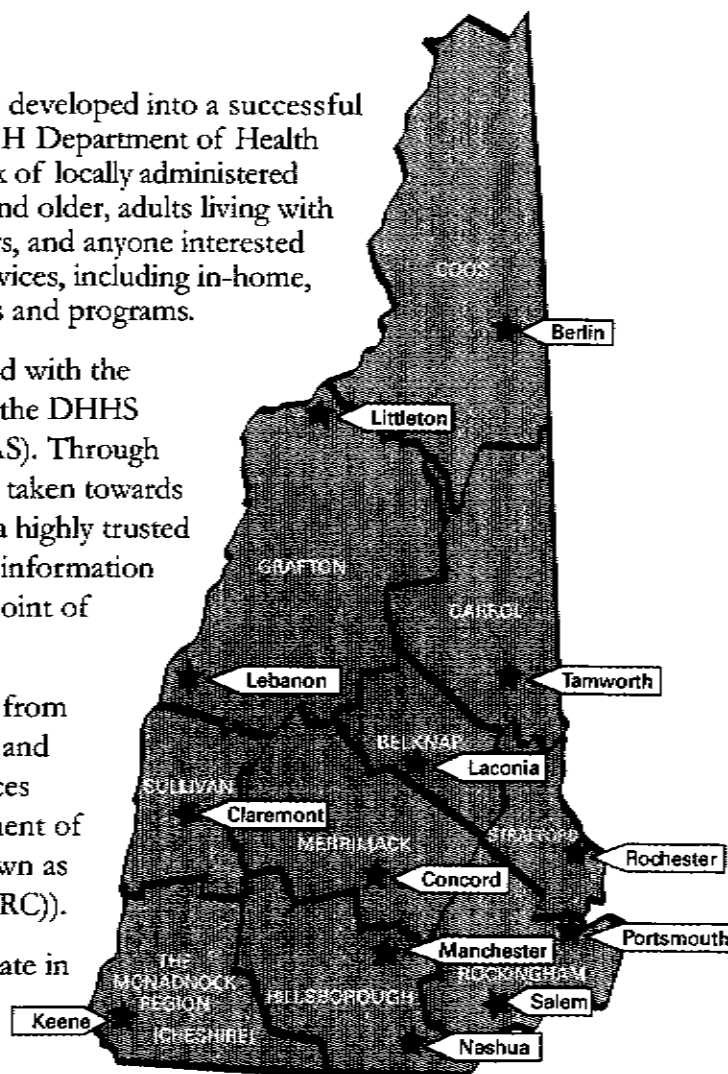 developed into a successful
H Department of Health
k of locally administered
nd older, adults living with
rs, and anyone interested
vices, including in-home,
s and programs.
d with the
the DHHS
AS). Through
taken towards
a highly trusted
information
oint of
from
and
ces
ment of
wn as
RC)).
ate in
COOS
Berlin
Littleton
GRAFTON
CARROL
Lebanon
Tamworth
BELKNAP
Laconia
SULLIVAN
Claremont
MERRIMACK
STRAFFORD
Rochester
Concord
Portsmouth
Manchester
ROCKINGHAM
THE
MONADNOCK
REGION
(CHESHIRE)
HILLSBOROUGH
Salem
Keene
Nashua